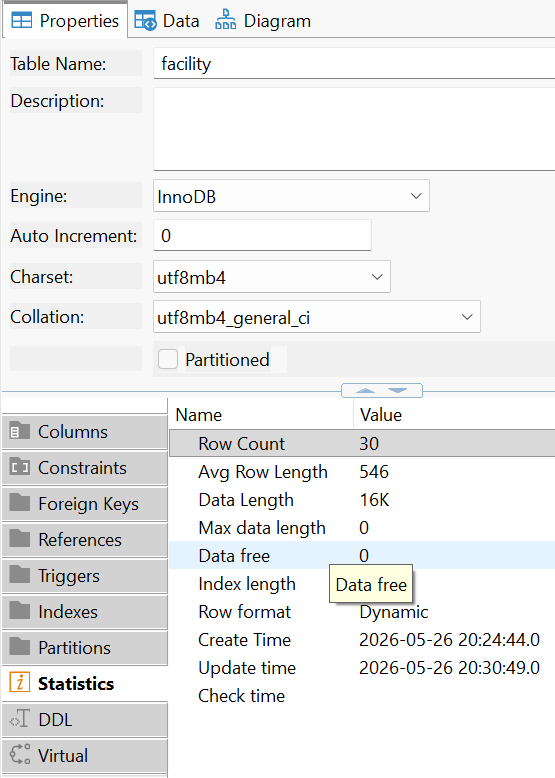 Properties Data Diagram
Table Name: facility
Description:
Engine: InnoDB
Auto Increment: 0
Charset: utf8mb4
Collation: utf8mb4_general_ci
Partitioned
Name Value
Columns
Constraints
Foreign Keys
References
Triggers
Indexes
Partitions
Statistics
DDL
Virtual
Row Count 30
Avg Row Length 546
Data Length 16K
Max data length 0
Data free 0
Index length
Data free
Row format Dynamic
Create Time 2026-05-26 20:24:44.0
Update time 2026-05-26 20:30:49.0
Check time